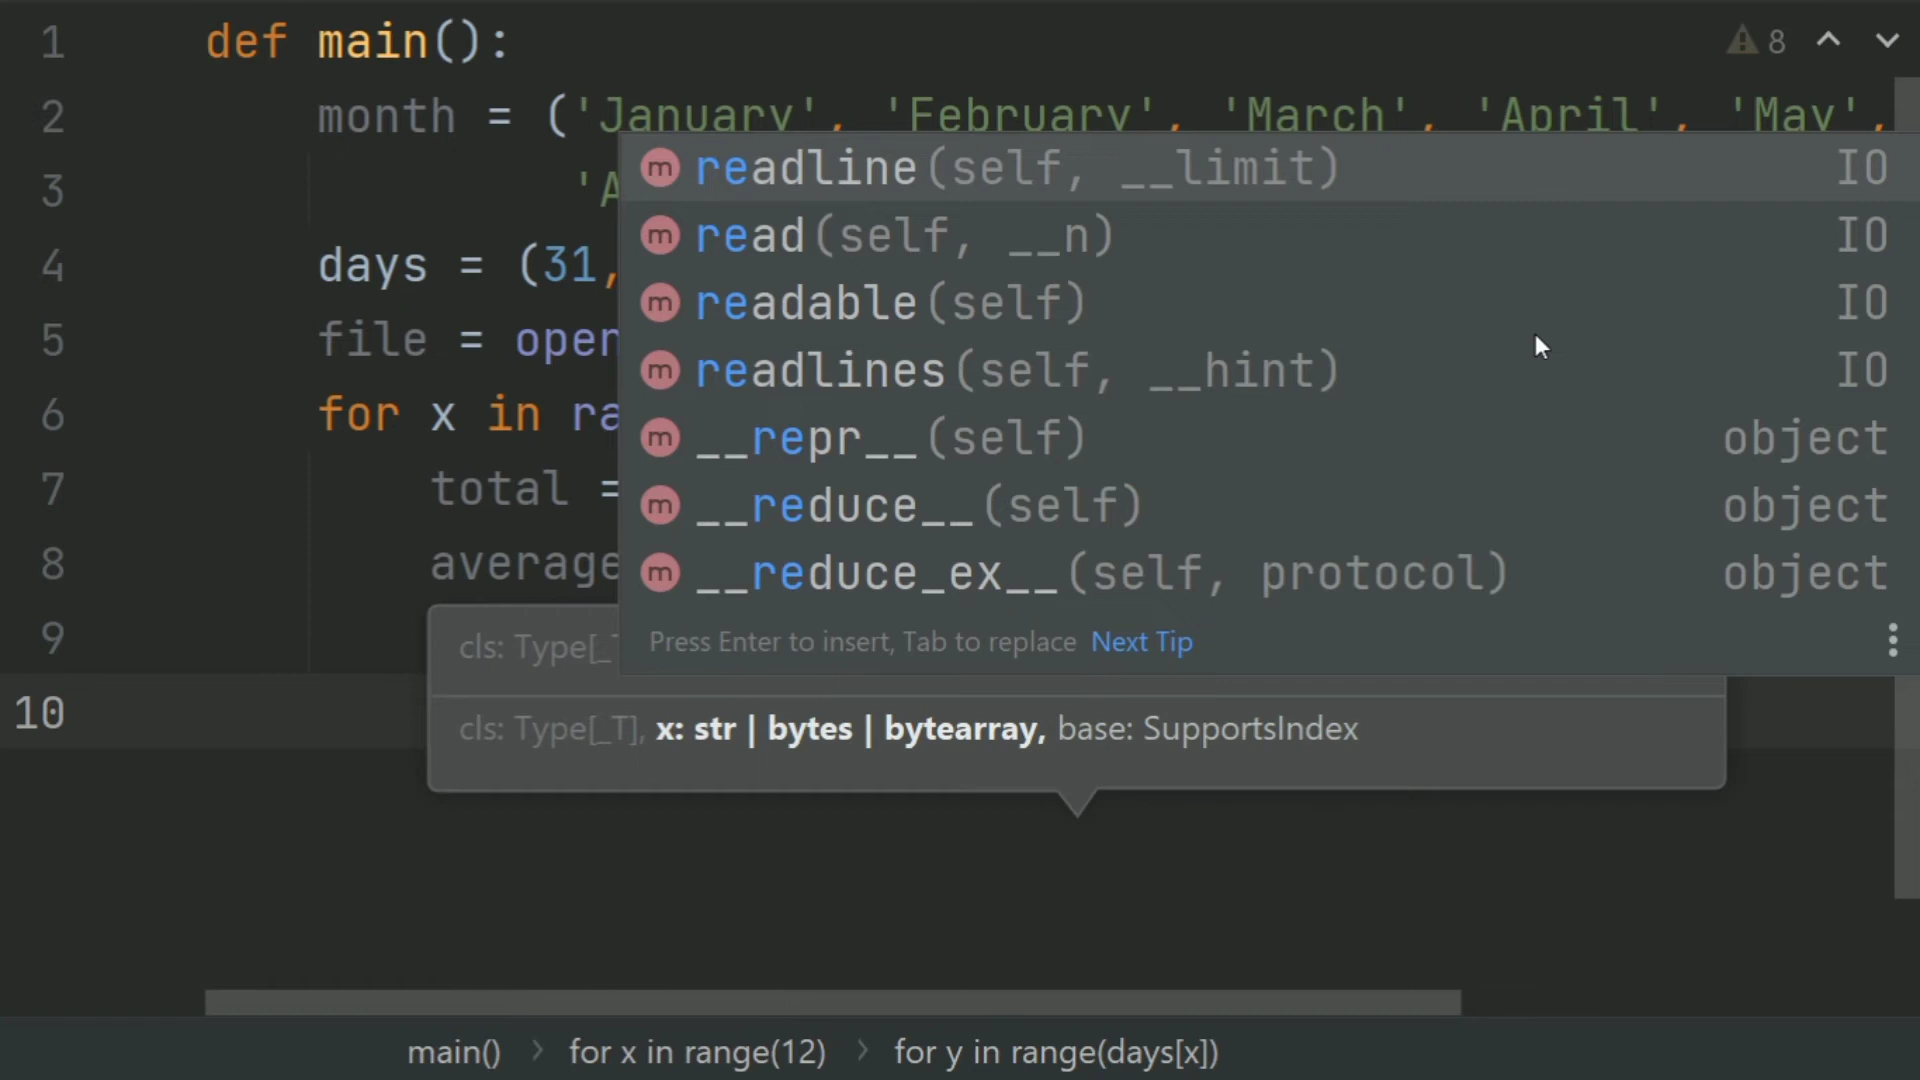 1 def main():
8
2 month = ('January', 'February', 'March', 'April', 'May',
3 'A
4 days = (31,
5 file = open
6 for x in ra
7 total =
8 average
9
10
readline(self, __limit) IO
read(self, __n) IO
readable(self) IO
readlines(self, __hint) IO
__repr__(self) object
__reduce__(self) object
__reduce_ex__(self, protocol) object
Press Enter to insert, Tab to replace Next Tip
cls: Type[_T
cls: Type[_T], x: str | bytes | bytearray, base: SupportsIndex
main() > for x in range(12) > for y in range(days[x])